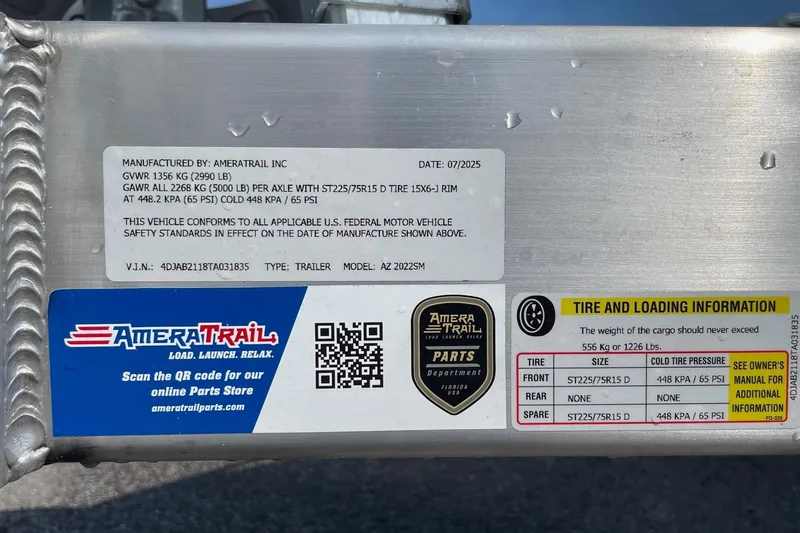 MANUFACTURED BY: AMERATRAIL INC DATE: 07/2025
GVWR 1356 KG (2990 LB)
GAWR ALL 2268 KG (5000 LB) PER AXLE WITH ST225/75R15 D TIRE 15X6-J RIM
AT 448.2 KPA (65 PSI) COLD 448 KPA / 65 PSI
THIS VEHICLE CONFORMS TO ALL APPLICABLE U.S. FEDERAL MOTOR VEHICLE
SAFETY STANDARDS IN EFFECT ON THE DATE OF MANUFACTURE SHOWN ABOVE.
V.I.N.: 4DJAB2118TA031835 TYPE: TRAILER MODEL: AZ 2022SM
AMERATRAIL
LOAD. LAUNCH. RELAX.
Scan the QR code for our
online Parts Store
ameratrailparts.com
AMERA
TRAIL
LOAD LAUNCH RELAX
PARTS
Department
FLORIDA
USA
TIRE AND LOADING INFORMATION
The weight of the cargo should never exceed
556 Kg or 1226 Lbs.
TIRE SIZE COLD TIRE PRESSURE
FRONT ST225/75R15 D 448 KPA / 65 PSI
REAR NONE NONE
SPARE ST225/75R15 D 448 KPA / 65 PSI
SEE OWNER'S
MANUAL FOR
ADDITIONAL
INFORMATION
FO-320
4DJAB2118TA031835